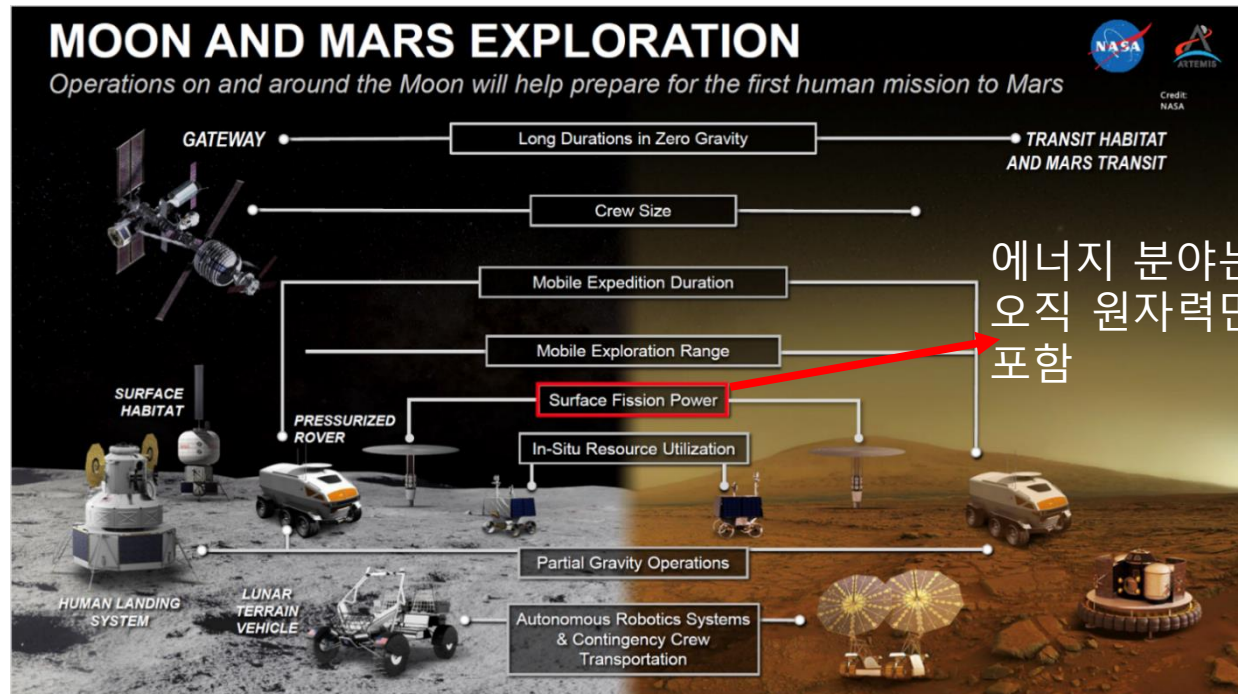 MOON AND MARS EXPLORATION
Operations on and around the Moon will help prepare for the first human mission to Mars
NASA
ARTEMIS
Credit:
NASA
GATEWAY
Long Durations in Zero Gravity
TRANSIT HABITAT
AND MARS TRANSIT
Crew Size
Mobile Expedition Duration
에너지 분야는
오직 원자력만
포함
Mobile Exploration Range
SURFACE
HABITAT
PRESSURIZED
ROVER
Surface Fission Power
In-Situ Resource Utilization
Partial Gravity Operations
HUMAN LANDING
SYSTEM
LUNAR
TERRAIN
VEHICLE
Autonomous Robotics Systems
& Contingency Crew
Transportation